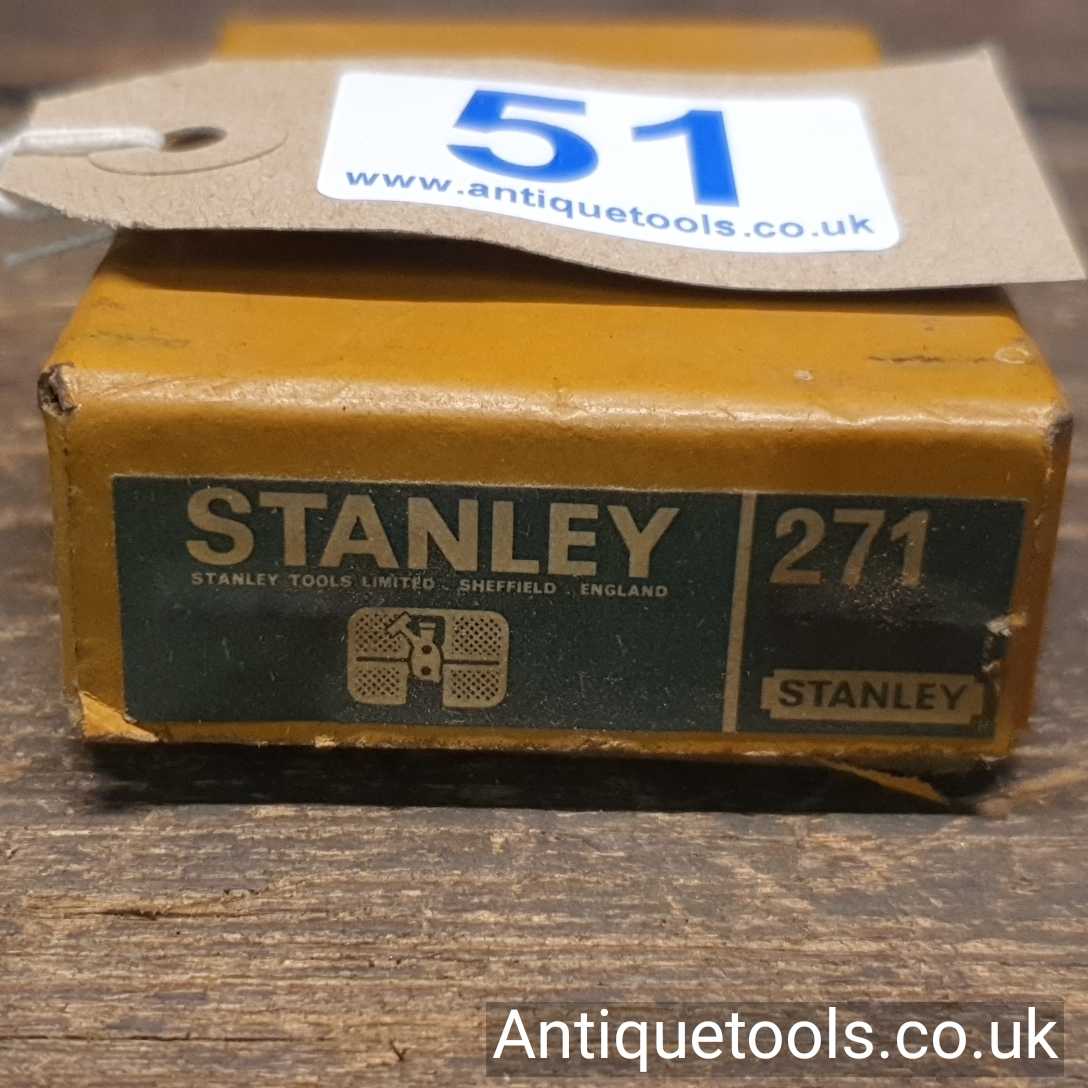 51
www.antiquetools.co.uk
STANLEY
STANLEY TOOLS LIMITED . SHEFFIELD . ENGLAND
271
STANLEY
Antiquetools.co.uk